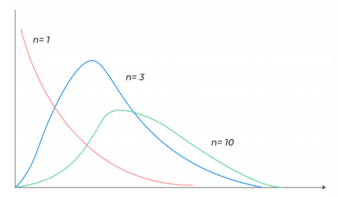 n= 1
n= 3
n= 10